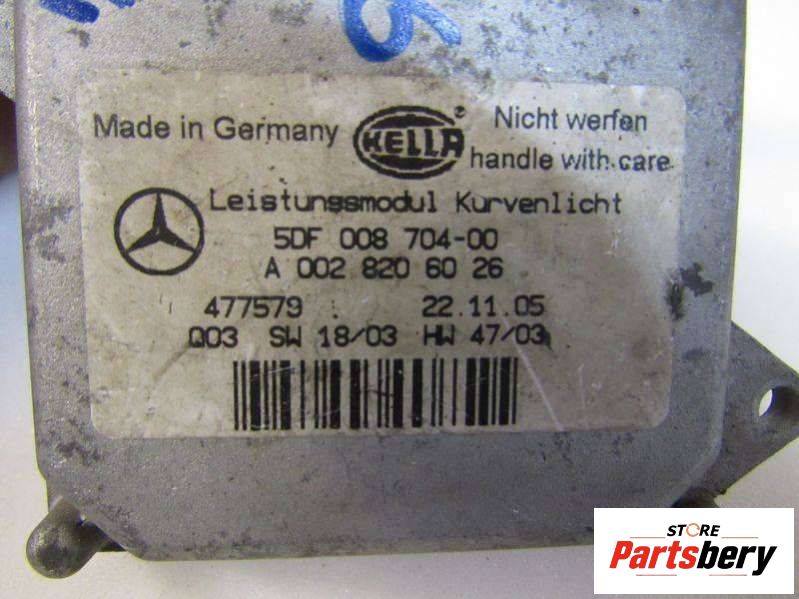 6
Made in Germany HELLA ® Nicht werfen
handle with care
Leistungsmodul Kurvenlicht
5DF 008 704-00
A 002 820 60 26
477579 22.11.05
Q03 SW 18/03 HW 47/03
STORE
Partsbery